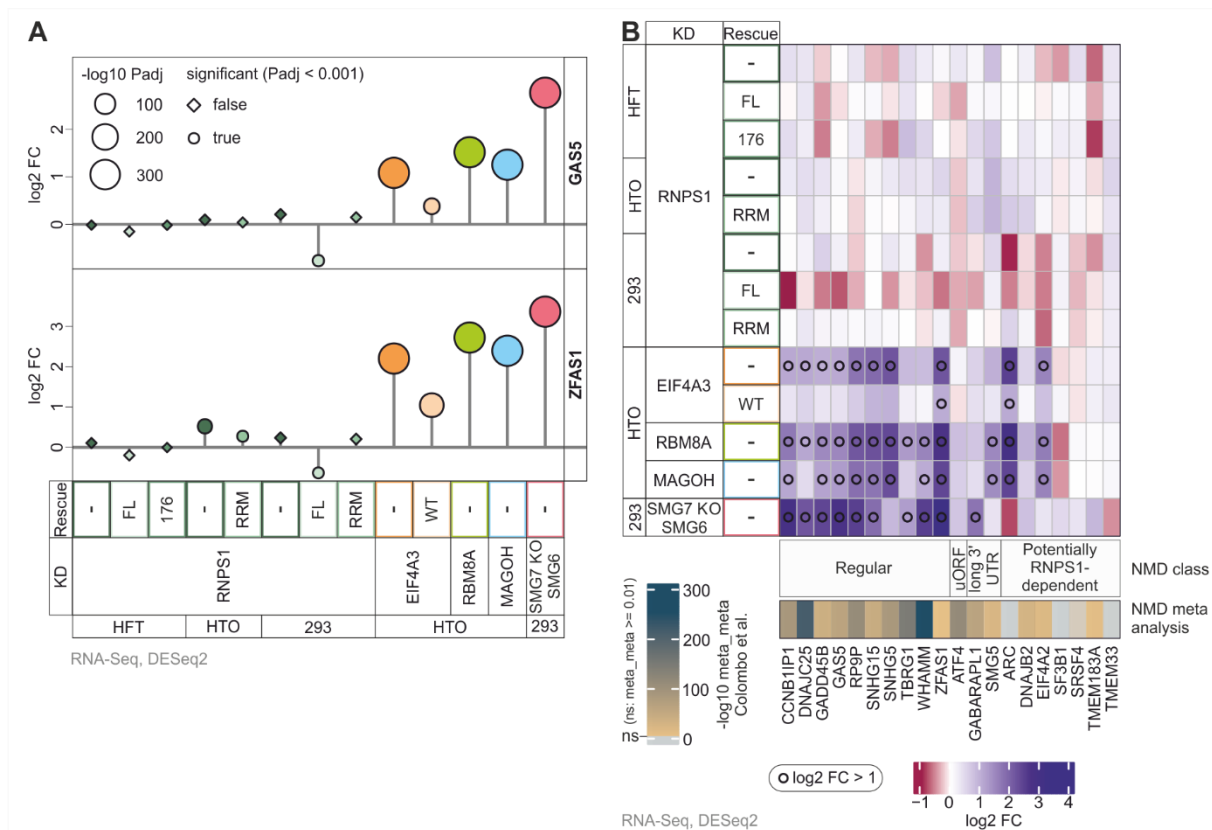 A
-log10 Padj
100
200
300
significant (Padj < 0.001)
false
true
log2 FC
2
1
0
GAS5
log2 FC
3
2
1
0
ZFAS1
Rescue
-
FL
176
-
RRM
-
FL
RRM
-
WT
-
-
-
KD
RNPS1
EIF4A3
RBM8A
MAGOH
SMG7 KO
SMG6
HFT
HTO
293
HTO
293
RNA-Seq, DESeq2
B
KD
Rescue
HFT
HTO
293
HTO
293
RNPS1
EIF4A3
RBM8A
MAGOH
SMG7 KO
SMG6
-
FL
176
-
RRM
-
FL
RRM
-
WT
-
-
-
Regular
uORF
long 3'
UTR
Potentially
RNPS1-
dependent
NMD class
NMD meta
analysis
CCNB1IP1
DNAJC25
GADD45B
GAS5
RP9P
SNHG15
SNHG5
TBRG1
WHAMM
ZFAS1
ATF4
GABARAPL1
SMG5
ARC
DNAJB2
EIF4A2
SF3B1
SRSF4
TMEM183A
TMEM33
(ns: meta_meta >= 0.01)
ns
300
200
100
0
-log10 meta_meta
Colombo et al.
log2 FC > 1
−1 0 1 2 3 4
log2 FC
RNA-Seq, DESeq2